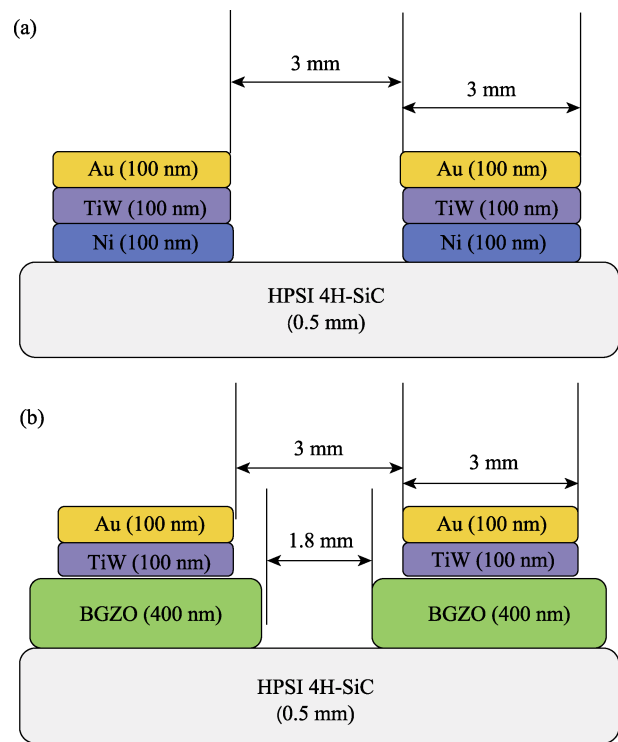 (a)
3 mm
3 mm
Au (100 nm)
Au (100 nm)
TiW (100 nm)
TiW (100 nm)
Ni (100 nm)
Ni (100 nm)
HPSI 4H-SiC
(0.5 mm)
(b)
3 mm
3 mm
Au (100 nm)
1.8 mm
Au (100 nm)
TiW (100 nm)
TiW (100 nm)
BGZO (400 nm)
BGZO (400 nm)
HPSI 4H-SiC
(0.5 mm)